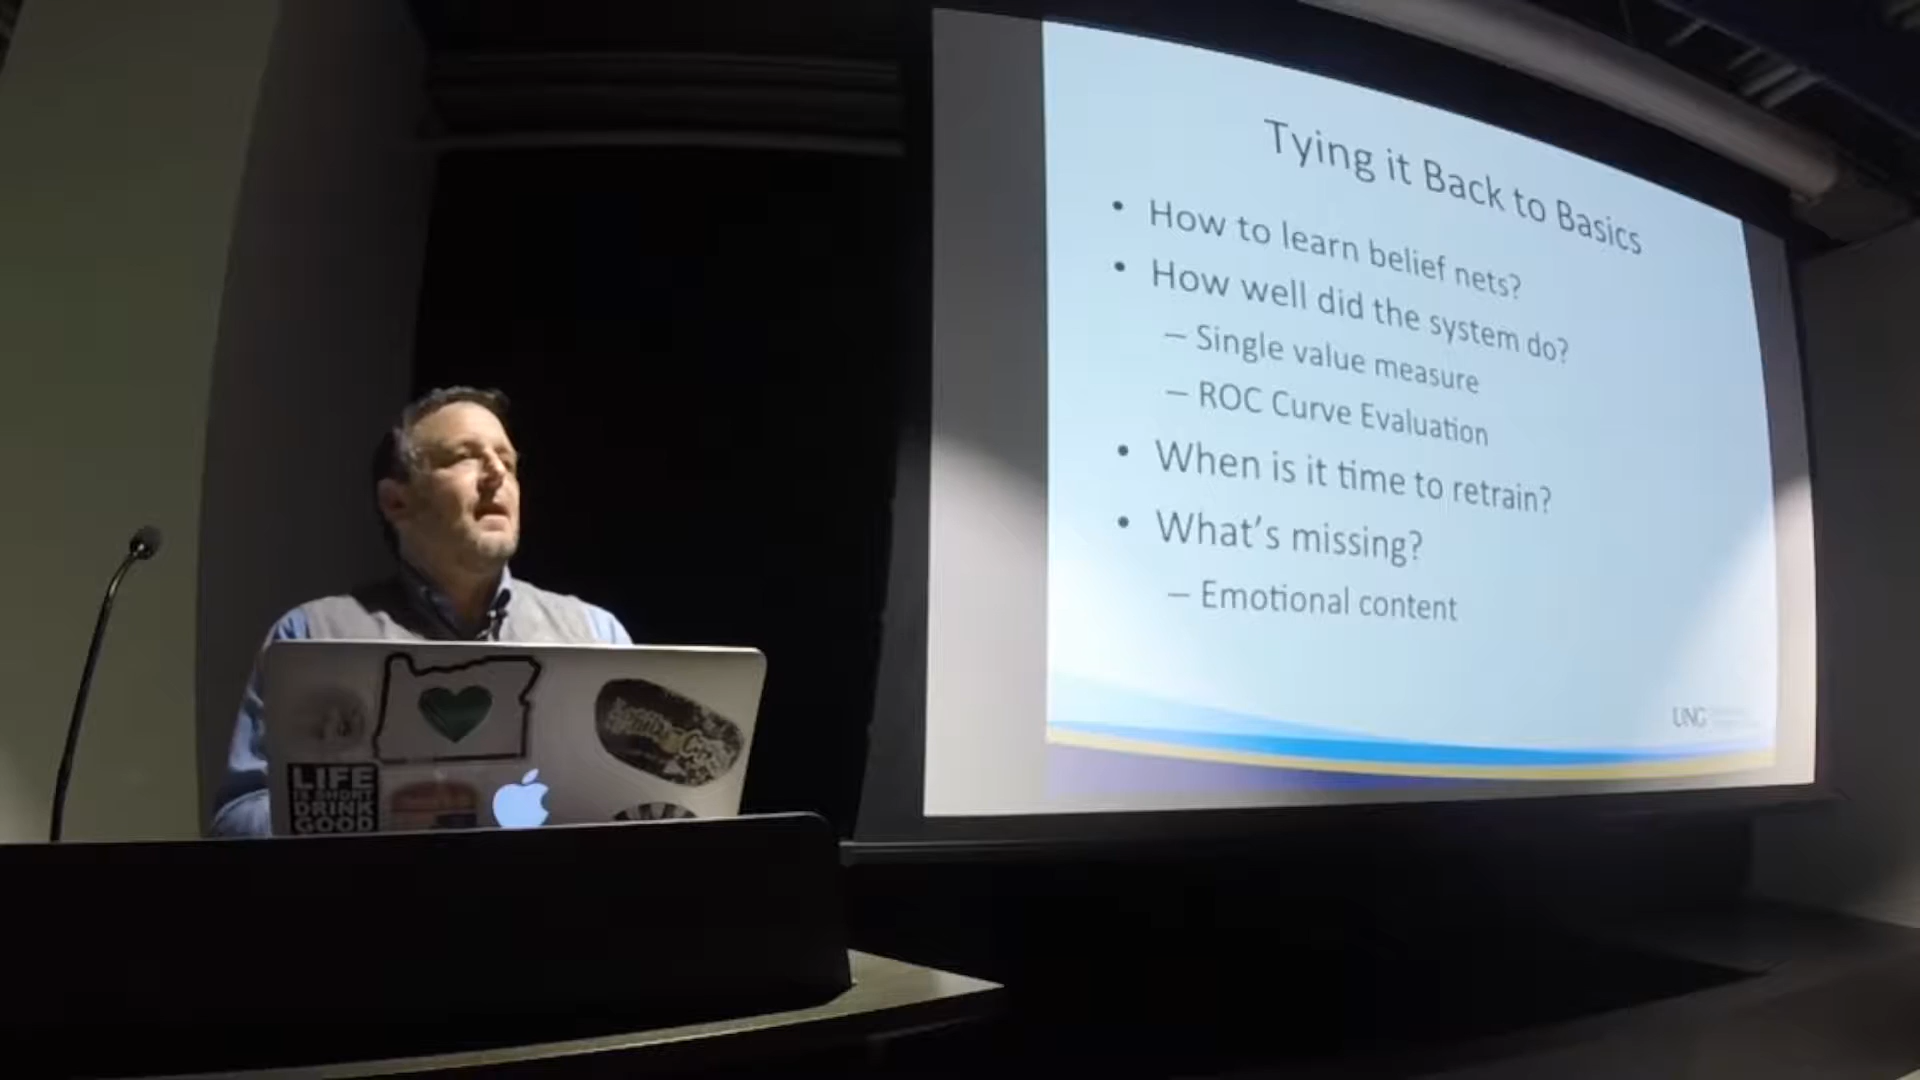 Tying it Back to Basics
• How to learn belief nets?
• How well did the system do?
– Single value measure
– ROC Curve Evaluation
• When is it time to retrain?
• What's missing?
– Emotional content
UNG
LIFE
IS SHORT
DRINK
GOOD